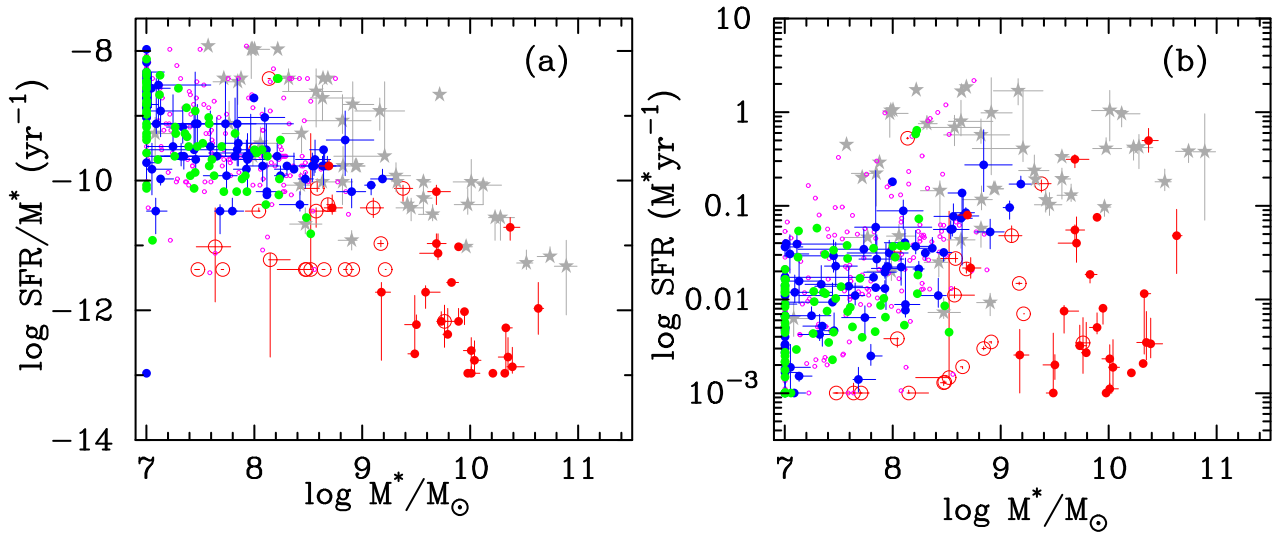 (a)
log SFR/M* (yr⁻¹)
−8
−10
−12
−14
7 8 9 10 11
log M*/M⊙
(b)
log SFR (M*yr⁻¹)
10
1
0.1
0.01
10⁻³
7 8 9 10 11
log M*/M⊙